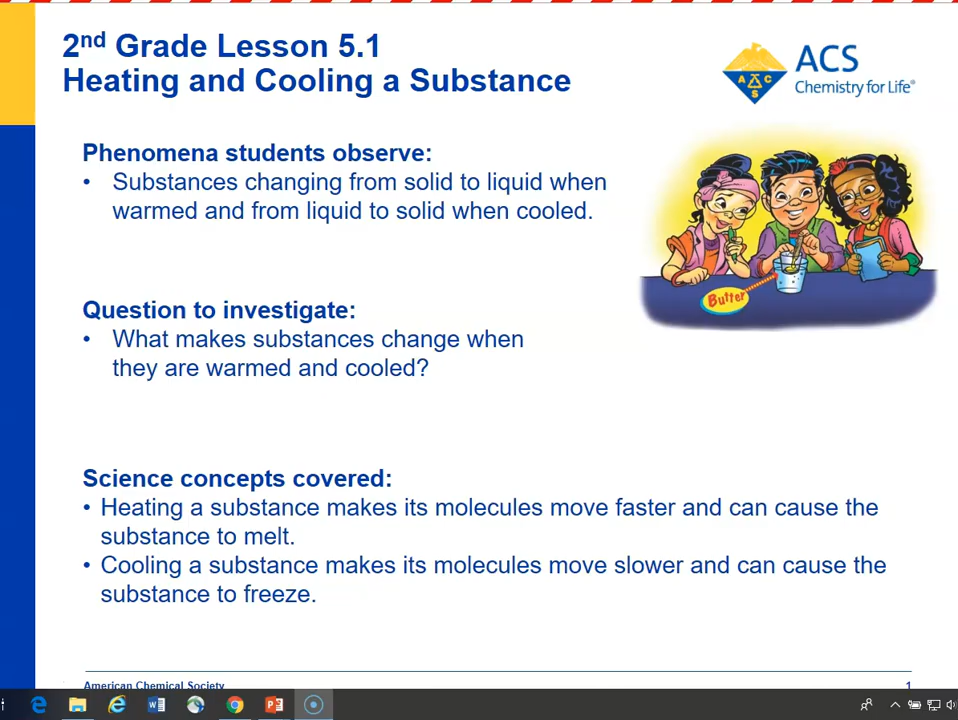 2nd Grade Lesson 5.1
Heating and Cooling a Substance
ACS
Chemistry for Life®
A C S
Phenomena students observe:
• Substances changing from solid to liquid when
warmed and from liquid to solid when cooled.
Butter
Question to investigate:
• What makes substances change when
they are warmed and cooled?
Science concepts covered:
• Heating a substance makes its molecules move faster and can cause the
substance to melt.
• Cooling a substance makes its molecules move slower and can cause the
substance to freeze.
American Chemical Society
1